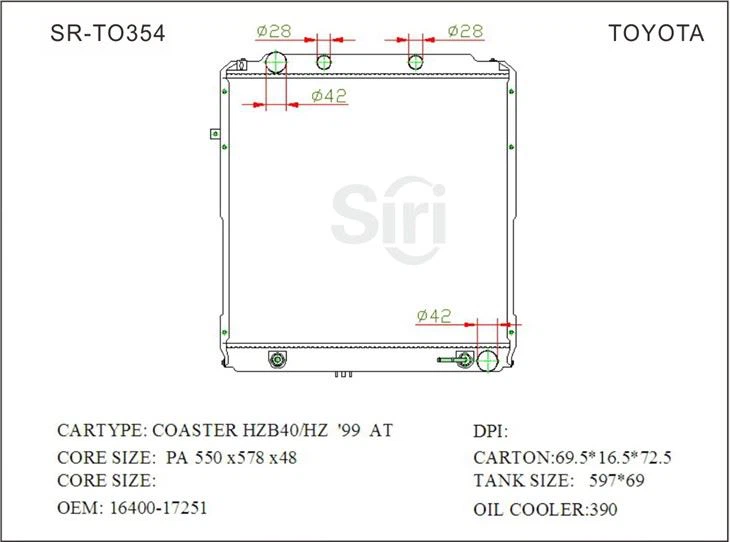 SR-TO354 TOYOTA
Ø28 Ø28
Ø42
Siri
Ø42
CARTYPE: COASTER HZB40/HZ '99 AT
DPI:
CORE SIZE: PA 550 x578 x48
CARTON:69.5*16.5*72.5
CORE SIZE:
TANK SIZE: 597*69
OEM: 16400-17251
OIL COOLER:390